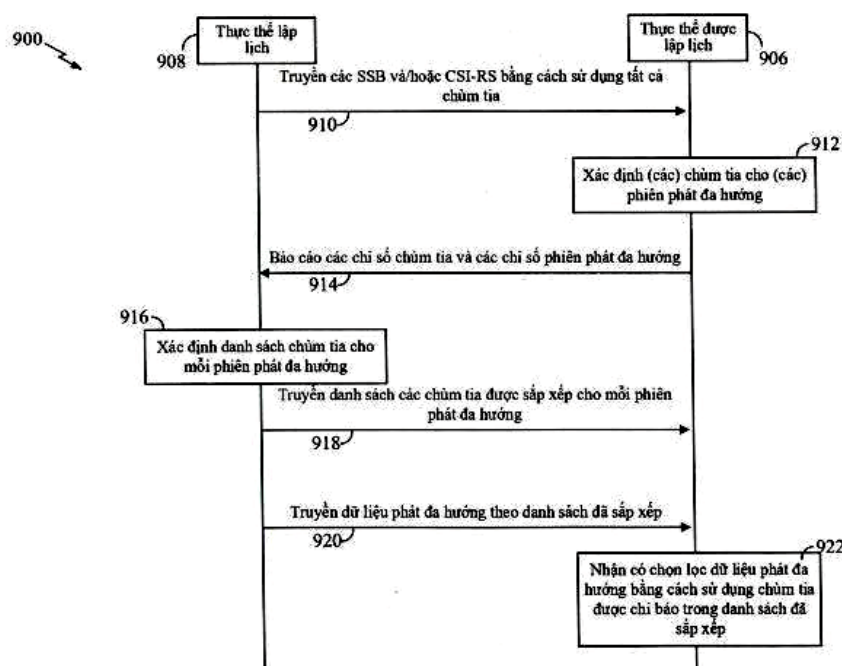 900
Thực thể lập
lịch
908
Thực thể được
lập lịch
906
Truyền các SSB và/hoặc CSI-RS bằng cách sử dụng tất cả
chùm tia
910
912
Xác định (các) chùm tia cho (các)
phiên phát đa hướng
Báo cáo các chỉ số chùm tia và các chỉ số phiên phát đa hướng
914
916
Xác định danh sách chùm tia cho
mỗi phiên phát đa hướng
Truyền danh sách các chùm tia được sắp xếp cho mỗi phiên
phát đa hướng
918
Truyền dữ liệu phát đa hướng theo danh sách đã sắp xếp
920
922
Nhận có chọn lọc dữ liệu phát đa
hướng bằng cách sử dụng chùm tia
được chỉ báo trong danh sách đã
sắp xếp